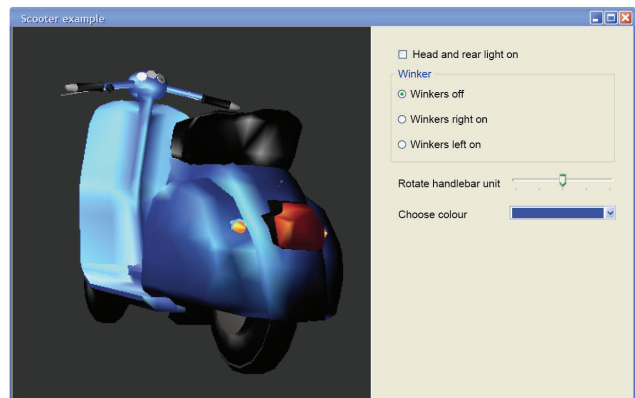 Scooter example
Head and rear light on
Winker
Winkers off
Winkers right on
Winkers left on
Rotate handlebar unit
Choose colour